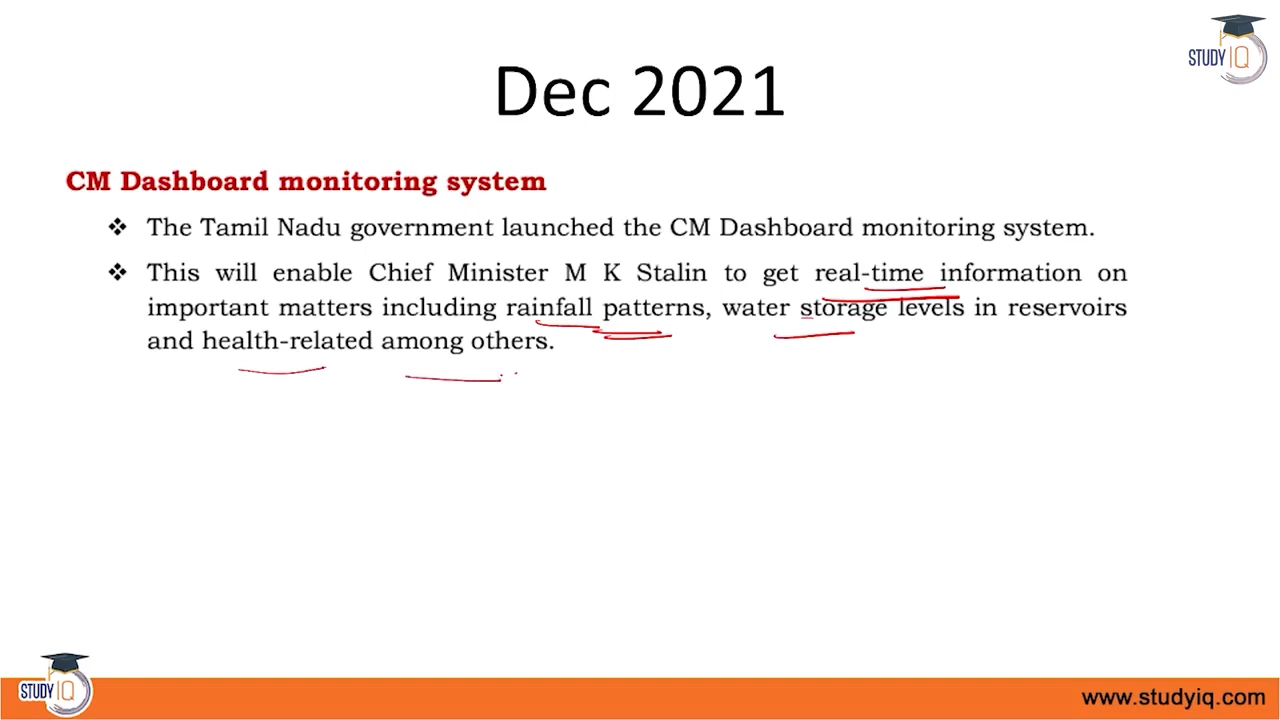 STUDY IQ
Dec 2021
CM Dashboard monitoring system
❖ The Tamil Nadu government launched the CM Dashboard monitoring system.
❖ This will enable Chief Minister M K Stalin to get real-time information on
important matters including rainfall patterns, water storage levels in reservoirs
and health-related among others.
STUDY IQ
www.studyiq.com